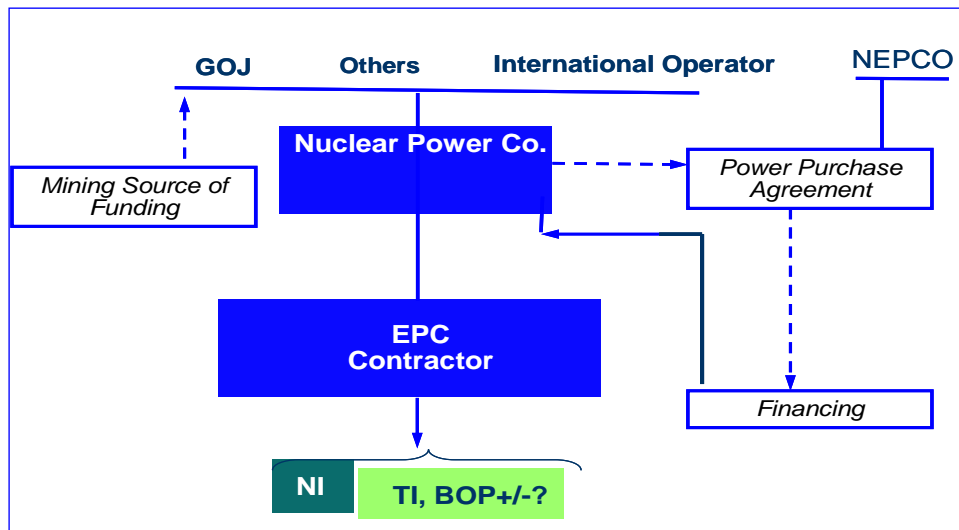 GOJ
Others
International Operator
NEPCO
Nuclear Power Co.
Mining Source of
Funding
Power Purchase
Agreement
EPC
Contractor
Financing
NI
TI, BOP+/-?